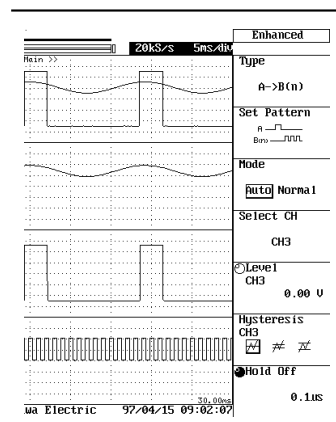 Enhanced
20kS/s 5ms/div
Main >>
Type
A->B(n)
Set Pattern
A
B(n)
Mode
Auto Normal
Select CH
CH3
Level
CH3
0.00 V
Hysteresis
CH3
Hold Off
0.1us
30.00ms
wa Electric 97/04/15 09:02:07